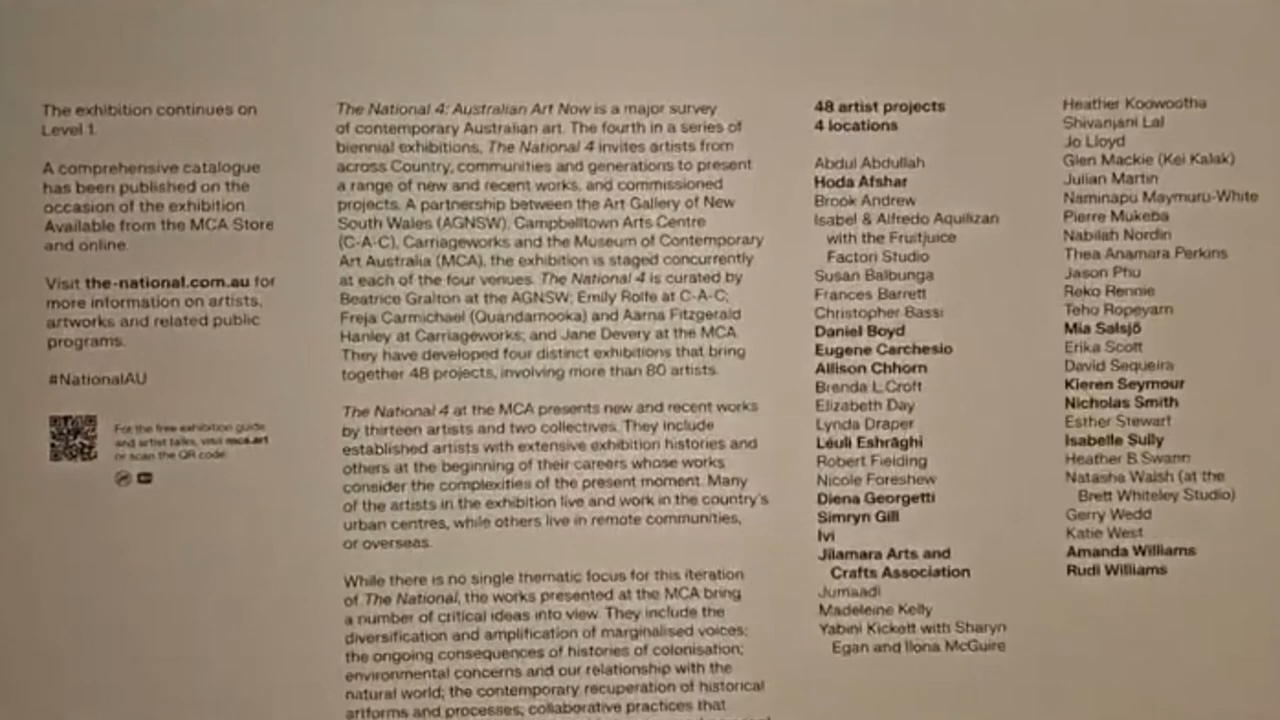 The exhibition continues on
Level 1.
A comprehensive catalogue
has been published on the
occasion of the exhibition.
Available from the MCA Store
and online.
Visit the-national.com.au for
more information on artists,
artworks and related public
programs.
#NationalAU
For the free exhibition guide
and artist talks, visit mca.art
or scan the QR code.
The National 4: Australian Art Now is a major survey
of contemporary Australian art. The fourth in a series of
biennial exhibitions, The National 4 invites artists from
across Country, communities and generations to present
a range of new and recent works, and commissioned
projects. A partnership between the Art Gallery of New
South Wales (AGNSW), Campbelltown Arts Centre
(C-A-C), Carriageworks and the Museum of Contemporary
Art Australia (MCA), the exhibition is staged concurrently
at each of the four venues. The National 4 is curated by
Beatrice Gralton at the AGNSW; Emily Rolfe at C-A-C;
Freja Carmichael (Quandamooka) and Aarna Fitzgerald
Hanley at Carriageworks; and Jane Devery at the MCA.
They have developed four distinct exhibitions that bring
together 48 projects, involving more than 80 artists.
The National 4 at the MCA presents new and recent works
by thirteen artists and two collectives. They include
established artists with extensive exhibition histories and
others at the beginning of their careers whose works
consider the complexities of the present moment. Many
of the artists in the exhibition live and work in the country's
urban centres, while others live in remote communities,
or overseas.
While there is no single thematic focus for this iteration
of The National, the works presented at the MCA bring
a number of critical ideas into view. They include the
diversification and amplification of marginalised voices;
the ongoing consequences of histories of colonisation;
environmental concerns and our relationship with the
natural world; the contemporary recuperation of historical
artforms and processes; collaborative practices that
48 artist projects
4 locations
Abdul Abdullah
Hoda Afshar
Brook Andrew
Isabel & Alfredo Aquilizan
with the Fruitjuice
Factori Studio
Susan Balbunga
Frances Barrett
Christopher Bassi
Daniel Boyd
Eugene Carchesio
Allison Chhorn
Brenda L.Croft
Elizabeth Day
Lynda Draper
Léuli Eshrāghi
Robert Fielding
Nicole Foreshew
Diena Georgetti
Simryn Gill
Ivi
Jilamara Arts and
Crafts Association
Jumaadi
Madeleine Kelly
Yabini Kickett with Sharyn
Egan and Ilona McGuire
Heather Koowootha
Shivanjani Lal
Jo Lloyd
Glen Mackie (Kei Kalak)
Julian Martin
Naminapu Maymuru-White
Pierre Mukeba
Nabilah Nordin
Thea Anamara Perkins
Jason Phu
Reko Rennie
Teho Ropeyarn
Mia Salsjö
Erika Scott
David Sequeira
Kieren Seymour
Nicholas Smith
Esther Stewart
Isabelle Sully
Heather B.Swann
Natasha Walsh (at the
Brett Whiteley Studio)
Gerry Wedd
Katie West
Amanda Williams
Rudi Williams